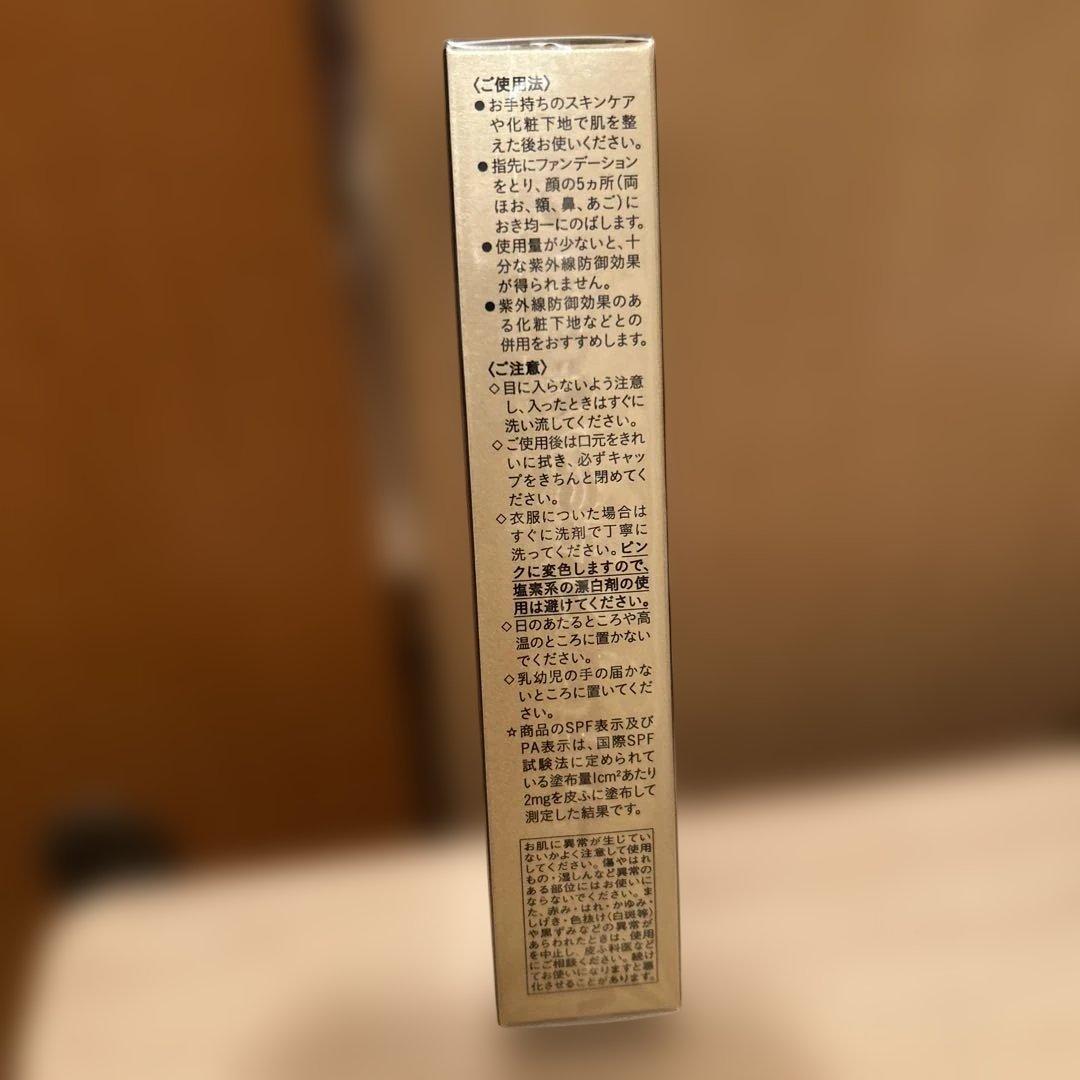 〈ご使用法〉
●お手持ちのスキンケア
や化粧下地で肌を整
えた後お使いください。
●指先にファンデーション
をとり、顔の5ヵ所(両
ほお、額、鼻、あご)に
おき均一にのばします。
●使用量が少ないと、十
分な紫外線防御効果
が得られません。
●紫外線防御効果のあ
る化粧下地などとの
併用をおすすめします。
〈ご注意〉
◇目に入らないよう注意
し、入ったときはすぐに
洗い流してください。
◇ご使用後は口元をきれ
いに拭き、必ずキャッ
プをきちんと閉めてく
ださい。
◇衣服についた場合は
すぐに洗剤で丁寧に
洗ってください。ピン
クに変色しますので、
塩素系の漂白剤の使
用は避けてください。
◇日のあたるところや高
温のところに置かない
でください。
◇乳幼児の手の届かな
いところに置いてくだ
さい。
☆商品のSPF表示及び
PA表示は、国際SPF
試験法に定められて
いる塗布量1cm²あたり
2mgを皮ふに塗布して
測定した結果です。
お肌に異常が生じてい
ないかよく注意して使用
してください。傷やはれ
もの・湿しんなど異常の
ある部位にはお使いに
ならないでください。ま
た、赤み・はれ・かゆみ・
しげき・色抜け(白斑等)
や黒ずみなどの異常が
あらわれたときは、使用
を中止し、皮ふ科医など
にご相談ください。続け
てお使いになりますと悪
化させることがあります。